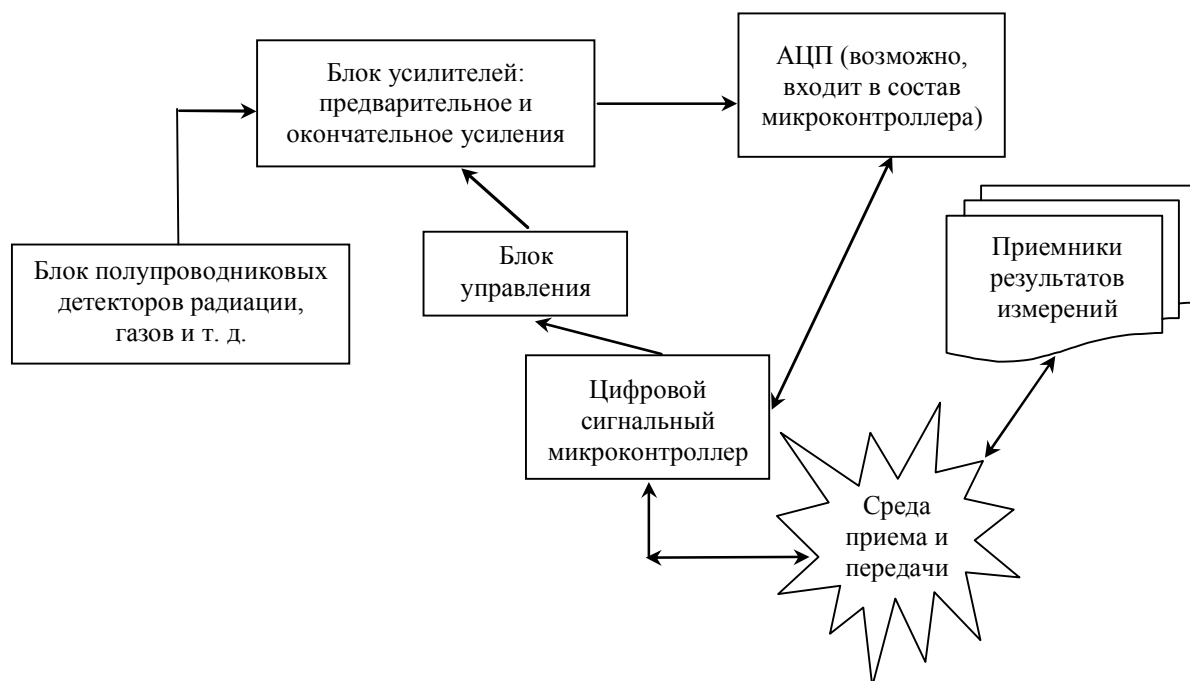 Блок усилителей:
предварительное и
окончательное усиления
АЦП (возможно,
входит в состав
микроконтроллера)
Блок полупроводниковых
детекторов радиации,
газов и т. д.
Блок
управления
Приемники
результатов
измерений
Цифровой
сигнальный
микроконтроллер
Среда
приема и
передачи